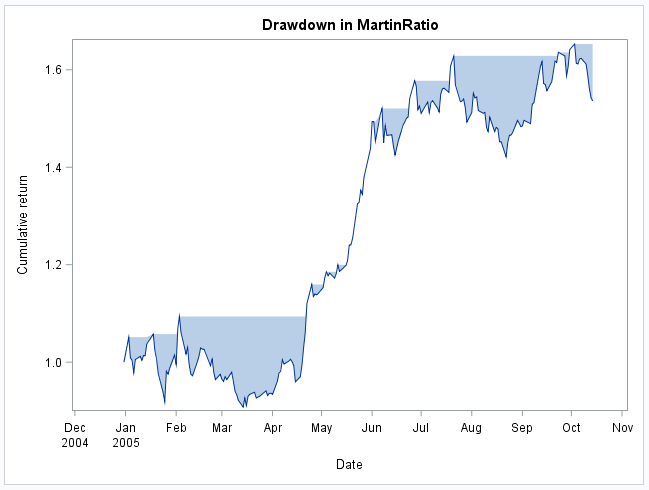 Drawdown in MartinRatio
Cumulative return
1.6
1.4
1.2
1.0
Dec Jan Feb Mar Apr May Jun Jul Aug Sep Oct Nov
2004 2005
Date